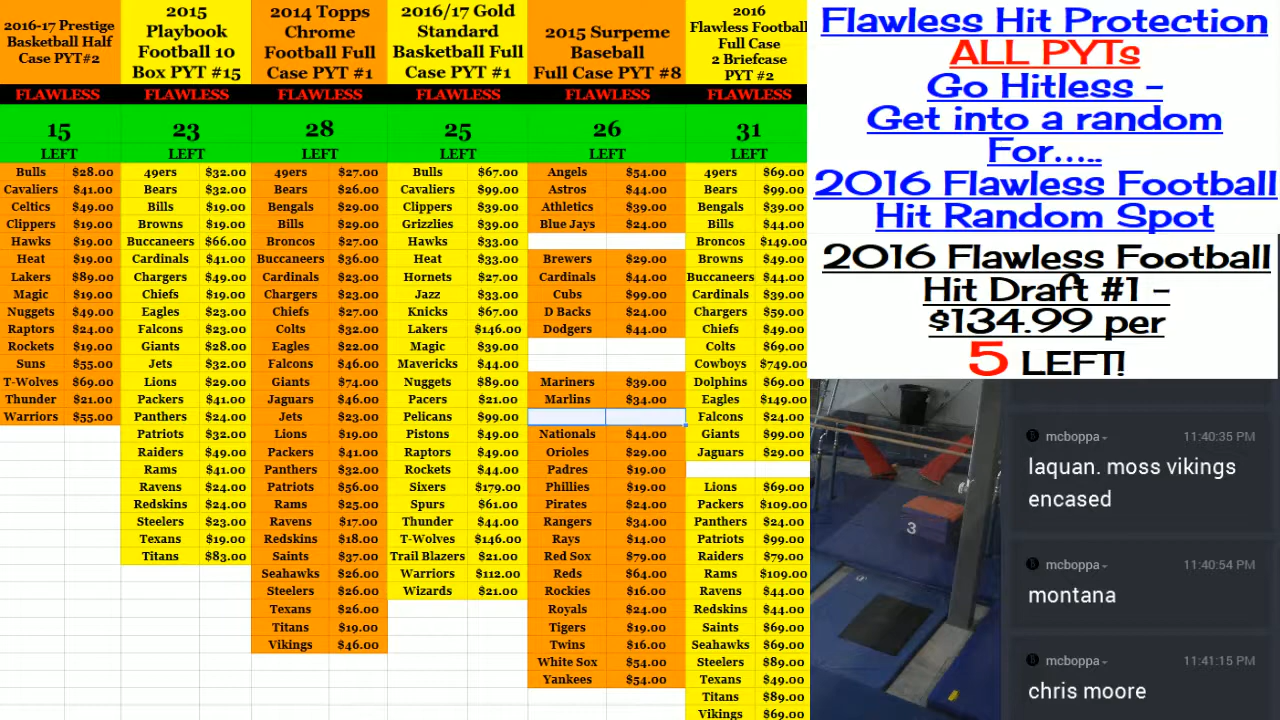 2016-17 Prestige
Basketball Half
Case PYT#2
FLAWLESS
15
LEFT
Bulls $28.00
Cavaliers $41.00
Celtics $49.00
Clippers $19.00
Hawks $19.00
Heat $19.00
Lakers $89.00
Magic $19.00
Nuggets $49.00
Raptors $24.00
Rockets $19.00
Suns $55.00
T-Wolves $69.00
Thunder $21.00
Warriors $55.00
2015
Playbook
Football 10
Box PYT #15
FLAWLESS
23
LEFT
49ers $32.00
Bears $32.00
Bills $19.00
Browns $19.00
Buccaneers $66.00
Cardinals $41.00
Chargers $49.00
Chiefs $19.00
Eagles $23.00
Falcons $23.00
Giants $28.00
Jets $32.00
Lions $29.00
Packers $41.00
Panthers $24.00
Patriots $32.00
Raiders $49.00
Rams $41.00
Ravens $24.00
Redskins $24.00
Steelers $23.00
Texans $19.00
Titans $83.00
2014 Topps
Chrome
Football Full
Case PYT #1
FLAWLESS
28
LEFT
49ers $27.00
Bears $26.00
Bengals $29.00
Bills $29.00
Broncos $27.00
Buccaneers $36.00
Cardinals $23.00
Chargers $23.00
Chiefs $27.00
Colts $32.00
Eagles $22.00
Falcons $46.00
Giants $74.00
Jaguars $46.00
Jets $23.00
Lions $19.00
Packers $41.00
Panthers $32.00
Patriots $56.00
Rams $25.00
Ravens $17.00
Redskins $18.00
Saints $37.00
Seahawks $26.00
Steelers $26.00
Texans $26.00
Titans $19.00
Vikings $46.00
2016/17 Gold
Standard
Basketball Full
Case PYT #1
FLAWLESS
25
LEFT
Bulls $67.00
Cavaliers $99.00
Clippers $39.00
Grizzlies $39.00
Hawks $33.00
Heat $33.00
Hornets $27.00
Jazz $33.00
Knicks $67.00
Lakers $146.00
Magic $39.00
Mavericks $44.00
Nuggets $89.00
Pacers $21.00
Pelicans $99.00
Pistons $49.00
Raptors $49.00
Rockets $44.00
Sixers $179.00
Spurs $61.00
Thunder $44.00
T-Wolves $146.00
Trail Blazers $21.00
Warriors $112.00
Wizards $21.00
2015 Surpeme
Baseball
Full Case PYT #8
FLAWLESS
26
LEFT
Angels $54.00
Astros $44.00
Athletics $39.00
Blue Jays $24.00
Brewers $29.00
Cardinals $44.00
Cubs $99.00
D Backs $24.00
Dodgers $44.00
Mariners $39.00
Marlins $34.00
Nationals $44.00
Orioles $29.00
Padres $19.00
Phillies $19.00
Pirates $24.00
Rangers $34.00
Rays $14.00
Red Sox $79.00
Reds $64.00
Rockies $16.00
Royals $24.00
Tigers $19.00
Twins $16.00
White Sox $54.00
Yankees $54.00
2016
Flawless Football
Full Case
2 Briefcase
PYT #2
FLAWLESS
31
LEFT
49ers $69.00
Bears $99.00
Bengals $39.00
Bills $44.00
Broncos $149.00
Browns $49.00
Buccaneers $44.00
Cardinals $39.00
Chargers $59.00
Chiefs $49.00
Colts $69.00
Cowboys $749.00
Dolphins $69.00
Eagles $149.00
Falcons $24.00
Giants $99.00
Jaguars $29.00
Lions $69.00
Packers $109.00
Panthers $24.00
Patriots $99.00
Raiders $79.00
Rams $109.00
Ravens $44.00
Redskins $44.00
Saints $69.00
Seahawks $69.00
Steelers $89.00
Texans $49.00
Titans $89.00
Vikings $69.00
Flawless Hit Protection
ALL PYTs
Go Hitless -
Get into a random
For.....
2016 Flawless Football
Hit Random Spot
2016 Flawless Football
Hit Draft #1 -
$134.99 per
5 LEFT!
3
mcboppa 11:40:35 PM
laquan. moss vikings
encased
mcboppa 11:40:54 PM
montana
mcboppa 11:41:15 PM
chris moore